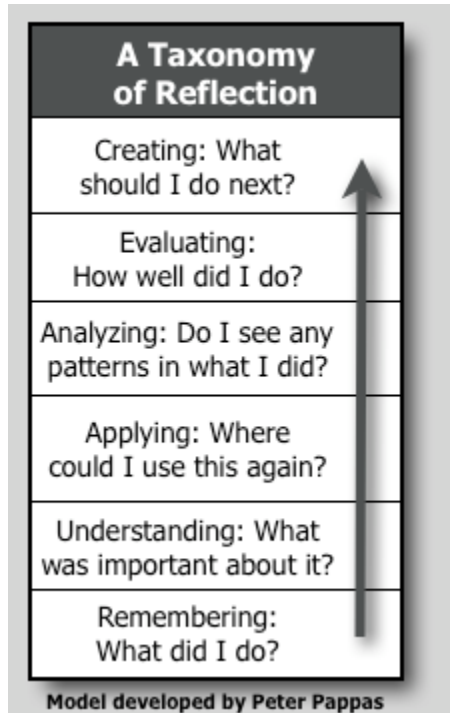 A Taxonomy
of Reflection
Creating: What
should I do next?
Evaluating:
How well did I do?
Analyzing: Do I see any
patterns in what I did?
Applying: Where
could I use this again?
Understanding: What
was important about it?
Remembering:
What did I do?
Model developed by Peter Pappas